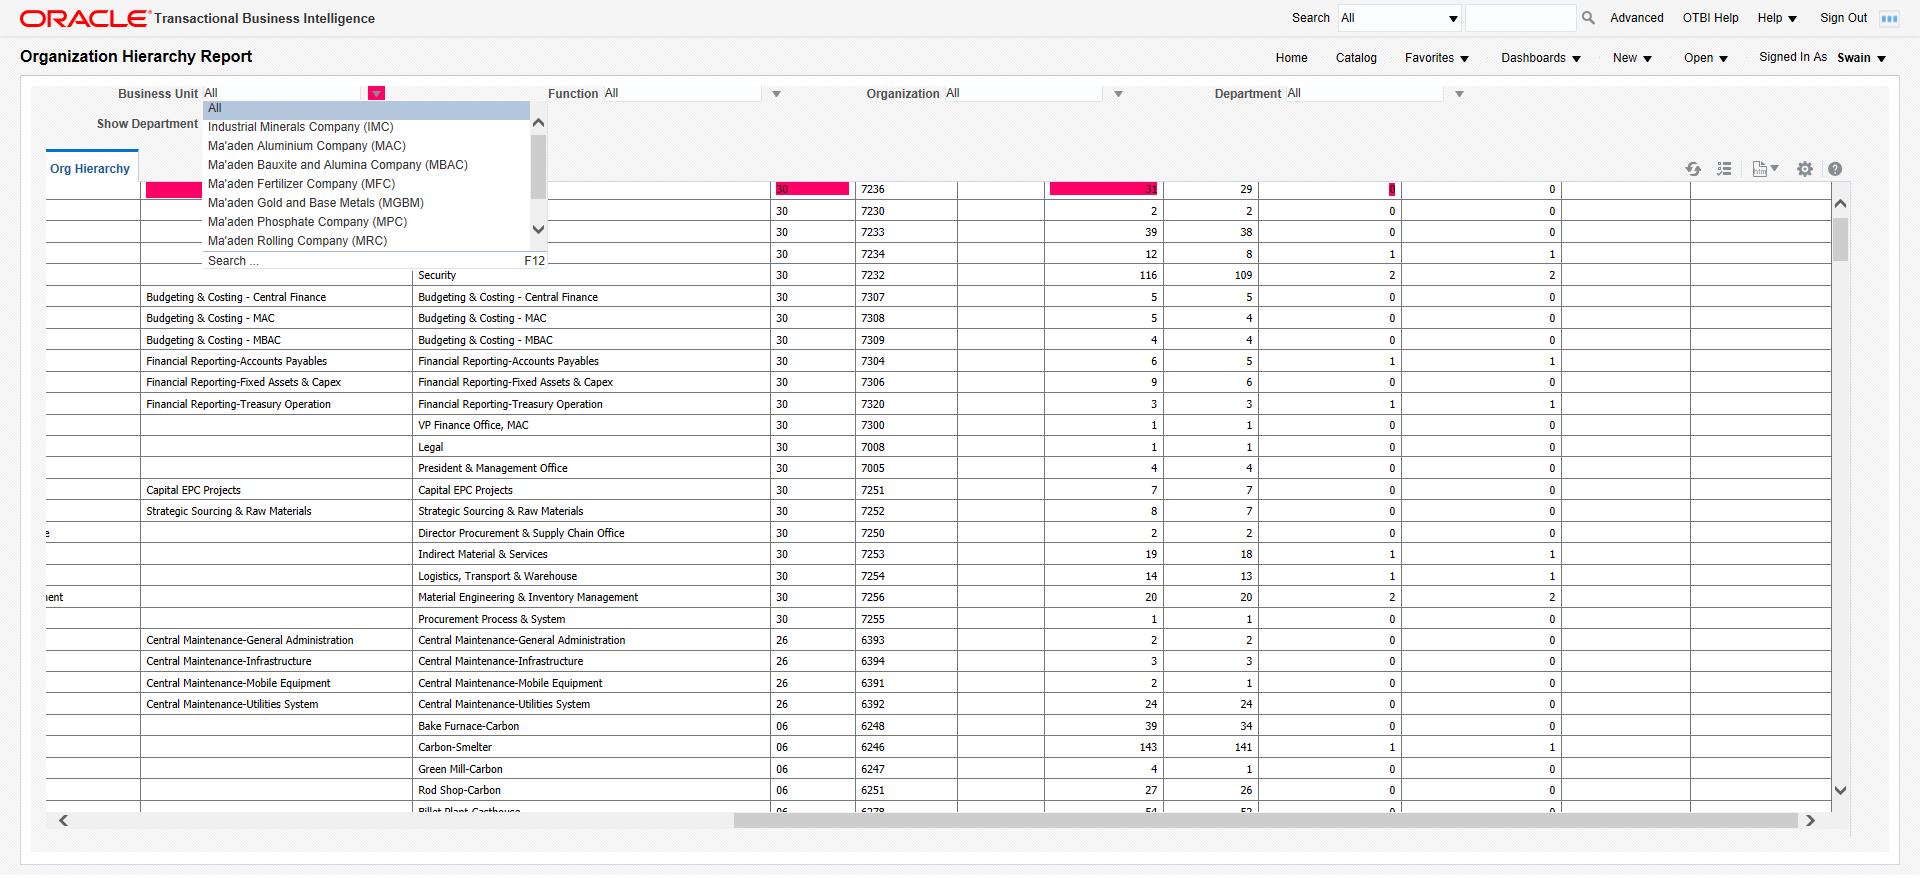 ORACLE Transactional Business Intelligence Search All Advanced OTBI Help Help Sign Out
Organization Hierarchy Report Home Catalog Favorites Dashboards New Open Signed In As Swain
Business Unit All Function All Organization All Department All
All
Show Department
Industrial Minerals Company (IMC)
Ma'aden Aluminium Company (MAC)
Ma'aden Bauxite and Alumina Company (MBAC)
Ma'aden Fertilizer Company (MFC)
Ma'aden Gold and Base Metals (MGBM)
Ma'aden Phosphate Company (MPC)
Ma'aden Rolling Company (MRC)
Search ... F12
Org Hierarchy
30 7236 31 29 0 0
30 7230 2 2 0 0
30 7233 39 38 0 0
30 7234 12 8 1 1
Security 30 7232 116 109 2 2
Budgeting & Costing - Central Finance Budgeting & Costing - Central Finance 30 7307 5 5 0 0
Budgeting & Costing - MAC Budgeting & Costing - MAC 30 7308 5 4 0 0
Budgeting & Costing - MBAC Budgeting & Costing - MBAC 30 7309 4 4 0 0
Financial Reporting-Accounts Payables Financial Reporting-Accounts Payables 30 7304 6 5 1 1
Financial Reporting-Fixed Assets & Capex Financial Reporting-Fixed Assets & Capex 30 7306 9 6 0 0
Financial Reporting-Treasury Operation Financial Reporting-Treasury Operation 30 7320 3 3 1 1
VP Finance Office, MAC 30 7300 1 1 0 0
Legal 30 7008 1 1 0 0
President & Management Office 30 7005 4 4 0 0
Capital EPC Projects Capital EPC Projects 30 7251 7 7 0 0
Strategic Sourcing & Raw Materials Strategic Sourcing & Raw Materials 30 7252 8 7 0 0
e Director Procurement & Supply Chain Office 30 7250 2 2 0 0
Indirect Material & Services 30 7253 19 18 1 1
Logistics, Transport & Warehouse 30 7254 14 13 1 1
ent Material Engineering & Inventory Management 30 7256 20 20 2 2
Procurement Process & System 30 7255 1 1 0 0
Central Maintenance-General Administration Central Maintenance-General Administration 26 6393 2 2 0 0
Central Maintenance-Infrastructure Central Maintenance-Infrastructure 26 6394 3 3 0 0
Central Maintenance-Mobile Equipment Central Maintenance-Mobile Equipment 26 6391 2 1 0 0
Central Maintenance-Utilities System Central Maintenance-Utilities System 26 6392 24 24 0 0
Bake Furnace-Carbon 06 6248 39 34 0 0
Carbon-Smelter 06 6246 143 141 1 1
Green Mill-Carbon 06 6247 4 1 0 0
Rod Shop-Carbon 06 6251 27 26 0 0